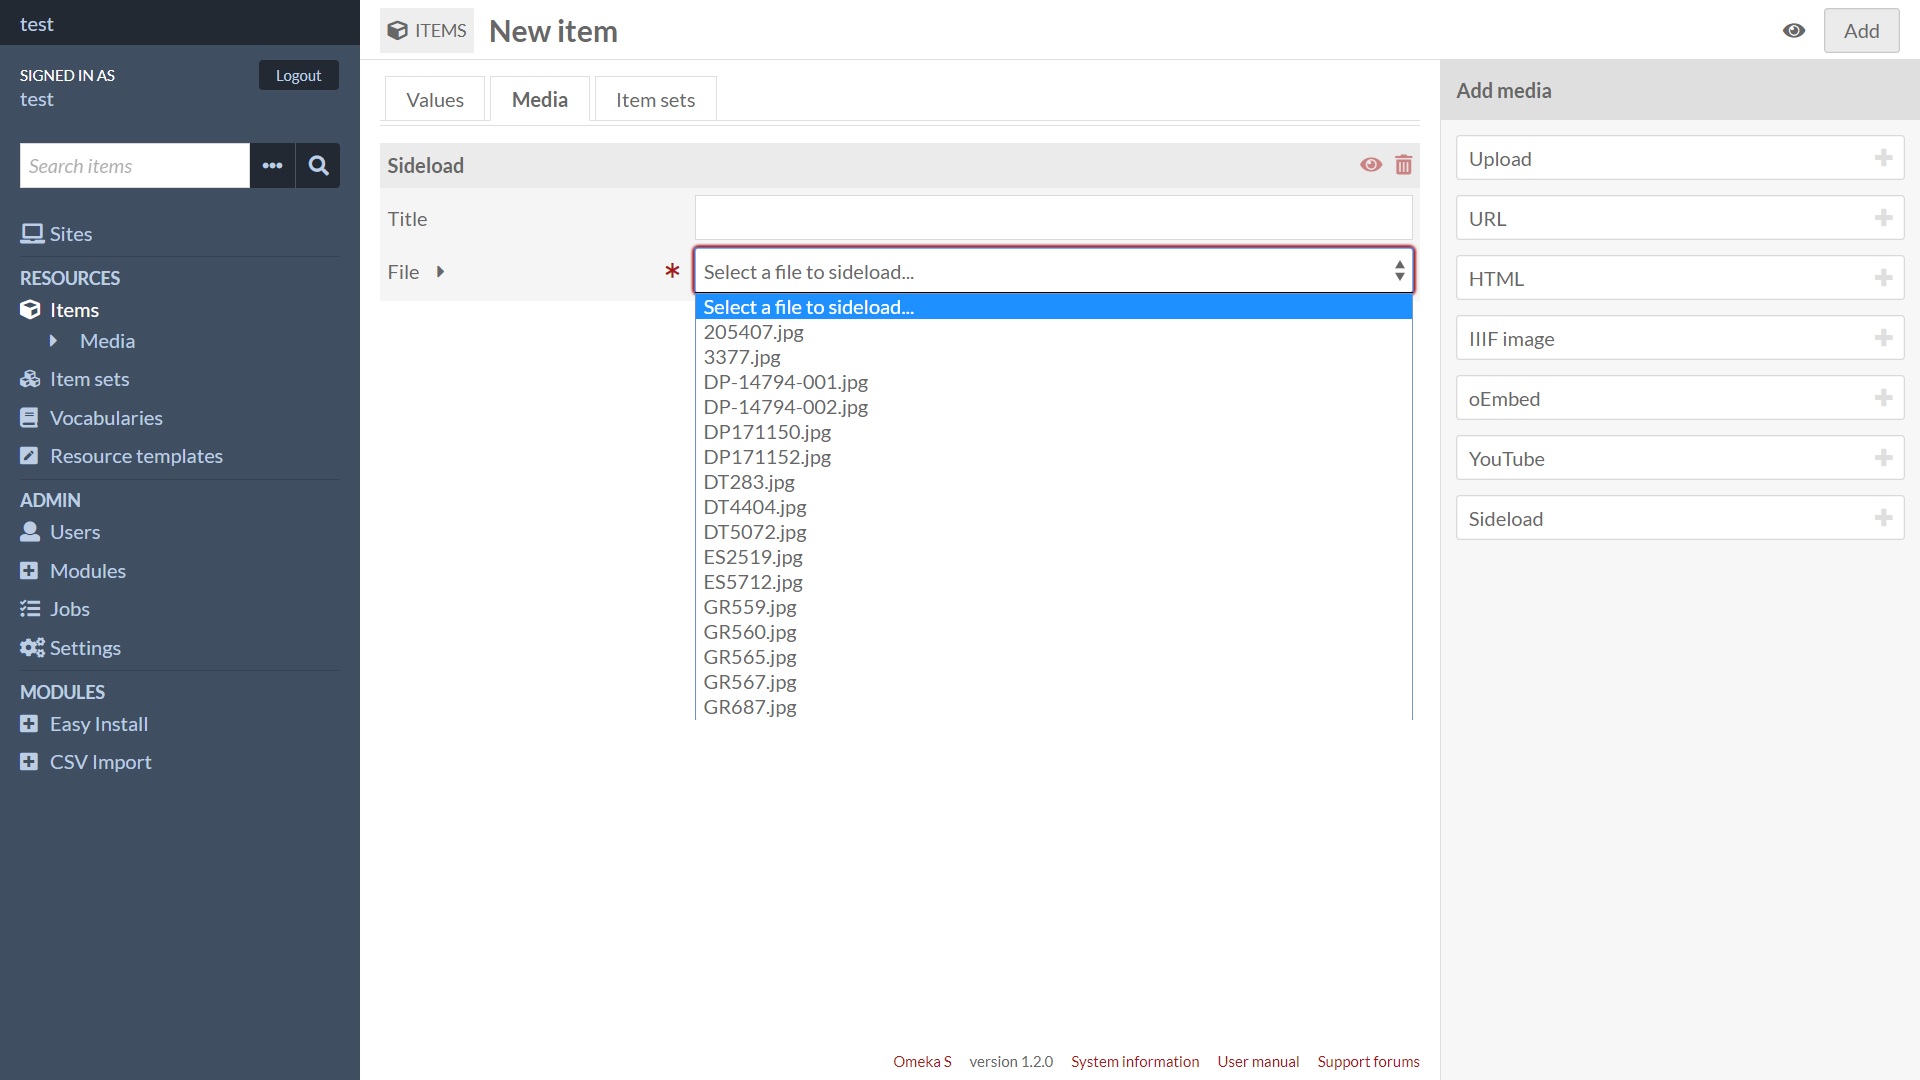 test
SIGNED IN AS
Logout
test
Search items
Sites
RESOURCES
Items
Media
Item sets
Vocabularies
Resource templates
ADMIN
Users
Modules
Jobs
Settings
MODULES
Easy Install
CSV Import
ITEMS New item
Add
Values Media Item sets
Sideload
Title
File * Select a file to sideload...
Select a file to sideload...
205407.jpg
3377.jpg
DP-14794-001.jpg
DP-14794-002.jpg
DP171150.jpg
DP171152.jpg
DT283.jpg
DT4404.jpg
DT5072.jpg
ES2519.jpg
ES5712.jpg
GR559.jpg
GR560.jpg
GR565.jpg
GR567.jpg
GR687.jpg
Add media
Upload
URL
HTML
IIIF image
oEmbed
YouTube
Sideload
Omeka S version 1.2.0 System information User manual Support forums